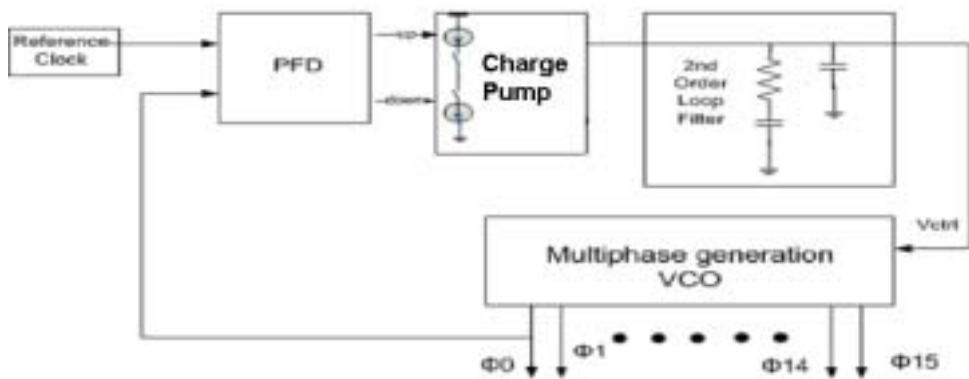 Reference
Clock
PFD
up
down
Charge
Pump
2nd
Order
Loop
Filter
Vctrl
Multiphase generation
VCO
Φ0
Φ1
Φ14
Φ15